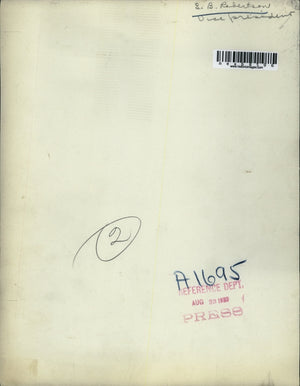 E. B. Robertson
Vice president
2
A1695
REFERENCE DEPT.
AUG
PRESS